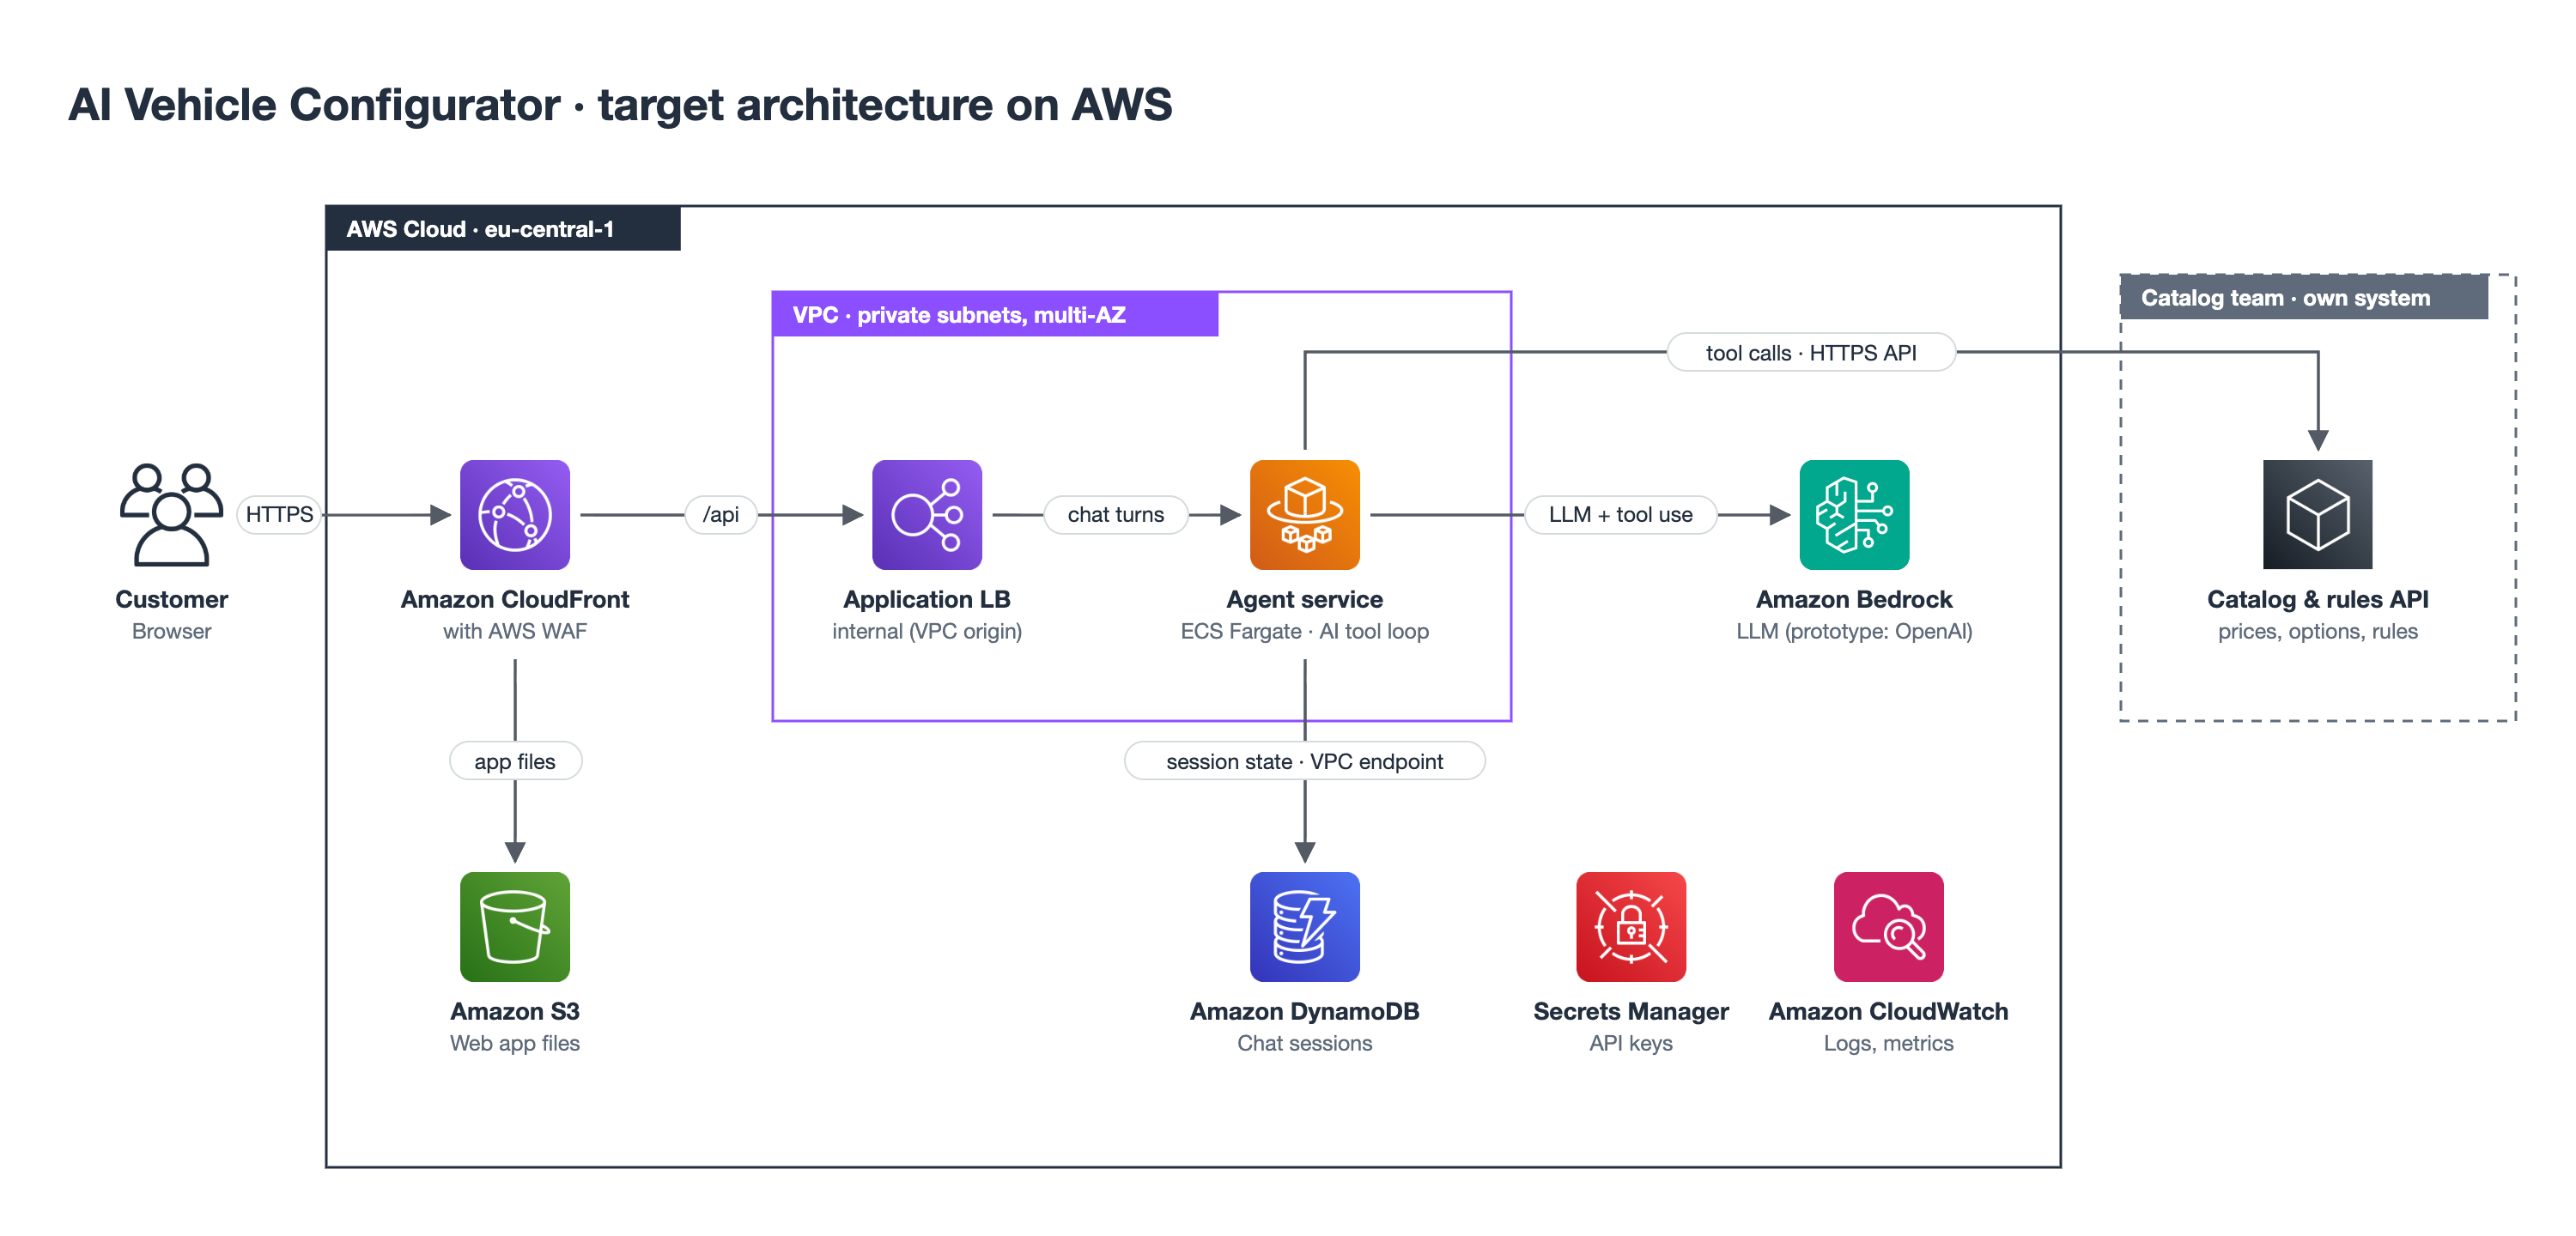 AI Vehicle Configurator · target architecture on AWS
AWS Cloud · eu-central-1
Catalog team · own system
VPC · private subnets, multi-AZ
tool calls · HTTPS API
HTTPS
/api
chat turns
LLM + tool use
Customer
Browser
Amazon CloudFront
with AWS WAF
Application LB
internal (VPC origin)
Agent service
ECS Fargate · AI tool loop
Amazon Bedrock
LLM (prototype: OpenAI)
Catalog & rules API
prices, options, rules
app files
session state · VPC endpoint
Amazon S3
Web app files
Amazon DynamoDB
Chat sessions
Secrets Manager
API keys
Amazon CloudWatch
Logs, metrics